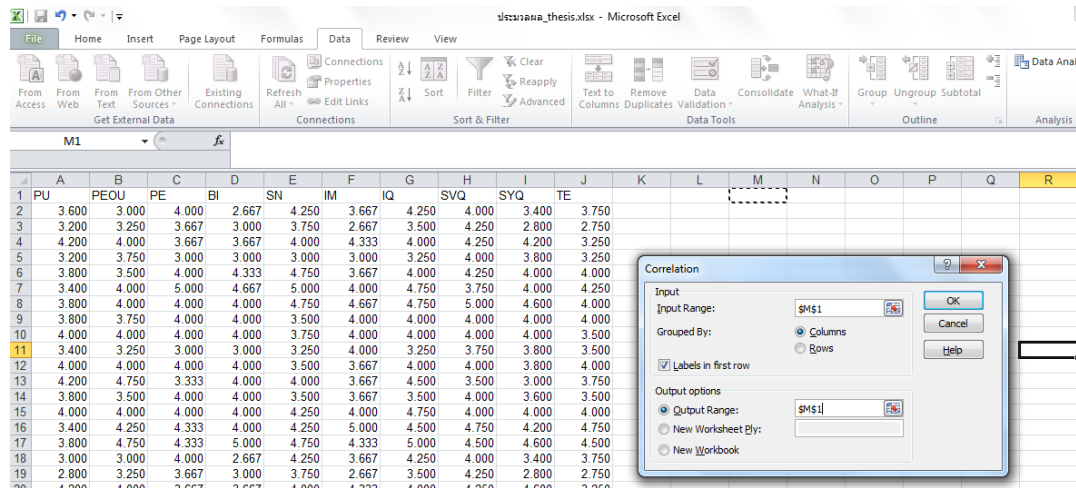 ประมวลผล_thesis.xlsx - Microsoft Excel
File Home Insert Page Layout Formulas Data Review View
From Access From Web From Text From Other Sources Existing Connections Refresh All Connections Properties Edit Links Sort Filter Clear Reapply Advanced Text to Columns Remove Duplicates Data Validation Consolidate What-If Analysis Group Ungroup Subtotal Data Anal
Get External Data Connections Sort & Filter Data Tools Outline Analysis
M1 fx
A B C D E F G H I J K L M N O P Q R
1 PU PEOU PE BI SN IM IQ SVQ SYQ TE
2 3.600 3.000 4.000 2.667 4.250 3.667 4.250 4.000 3.400 3.750
3 3.200 3.250 3.667 3.000 3.750 2.667 3.500 4.250 2.800 2.750
4 4.200 4.000 3.667 3.667 4.000 4.333 4.000 4.250 4.200 3.250
5 3.200 3.750 3.000 3.000 3.000 3.000 3.250 4.000 3.800 3.250
6 3.800 3.500 4.000 4.333 4.750 3.667 4.000 4.250 4.000 4.000
7 3.400 4.000 5.000 4.667 5.000 4.000 4.750 3.750 4.000 4.250
8 3.800 4.000 4.000 4.000 4.750 4.667 4.750 5.000 4.600 4.000
9 3.800 3.750 4.000 4.000 3.500 4.000 4.000 4.000 4.000 4.000
10 4.000 4.000 4.000 4.000 3.750 4.000 4.000 4.000 4.000 3.500
11 3.400 3.250 3.000 3.000 3.250 4.000 3.250 3.750 3.800 3.500
12 4.000 4.000 4.000 4.000 3.500 3.667 4.000 4.000 3.800 4.000
13 4.200 4.750 3.333 4.000 4.000 3.667 4.500 3.500 3.000 3.750
14 3.800 3.500 4.000 4.000 3.500 3.667 3.500 4.000 3.600 3.500
15 4.000 4.000 4.000 4.000 4.250 4.000 4.750 4.000 4.000 4.000
16 3.400 4.250 4.333 4.000 4.250 5.000 4.500 4.750 4.200 4.750
17 3.800 4.750 4.333 5.000 4.750 4.333 5.000 4.500 4.600 4.500
18 3.000 3.000 4.000 2.667 4.250 3.667 4.250 4.000 3.400 3.750
19 2.800 3.250 3.667 3.000 3.750 2.667 3.500 4.250 2.800 2.750
Correlation
Input
Input Range: $M$1
Grouped By: Columns
Rows
Labels in first row
Output options
Output Range: $M$1
New Worksheet Ply:
New Workbook
OK
Cancel
Help